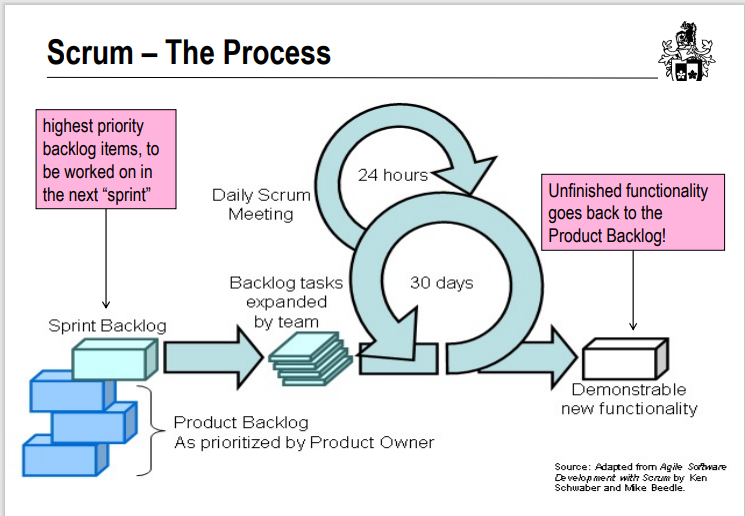 Scrum – The Process
highest priority
backlog items, to
be worked on in
the next “sprint”
24 hours
Daily Scrum
Meeting
Unfinished functionality
goes back to the
Product Backlog!
Backlog tasks
expanded
by team
30 days
Sprint Backlog
Demonstrable
new functionality
Product Backlog
As prioritized by Product Owner
Source: Adapted from Agile Software
Development with Scrum by Ken
Schwaber and Mike Beedle.